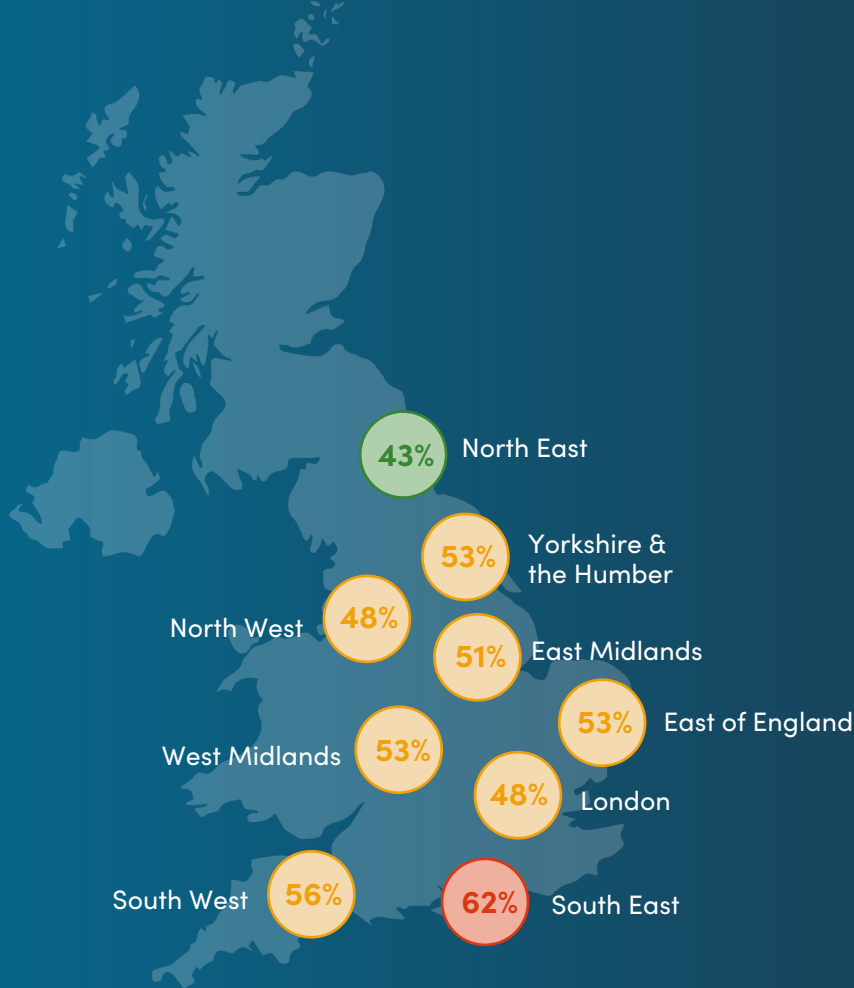 43%
North East
53%
Yorkshire &
the Humber
48%
North West
51%
East Midlands
53%
East of England
53%
West Midlands
48%
London
56%
South West
62%
South East